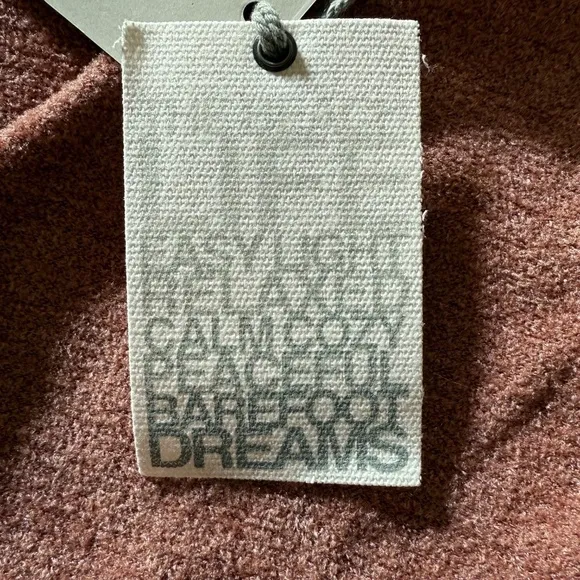 EASY LIGHT
RELAXED
CALM COZY
PEACEFUL
BAREFOOT
DREAMS